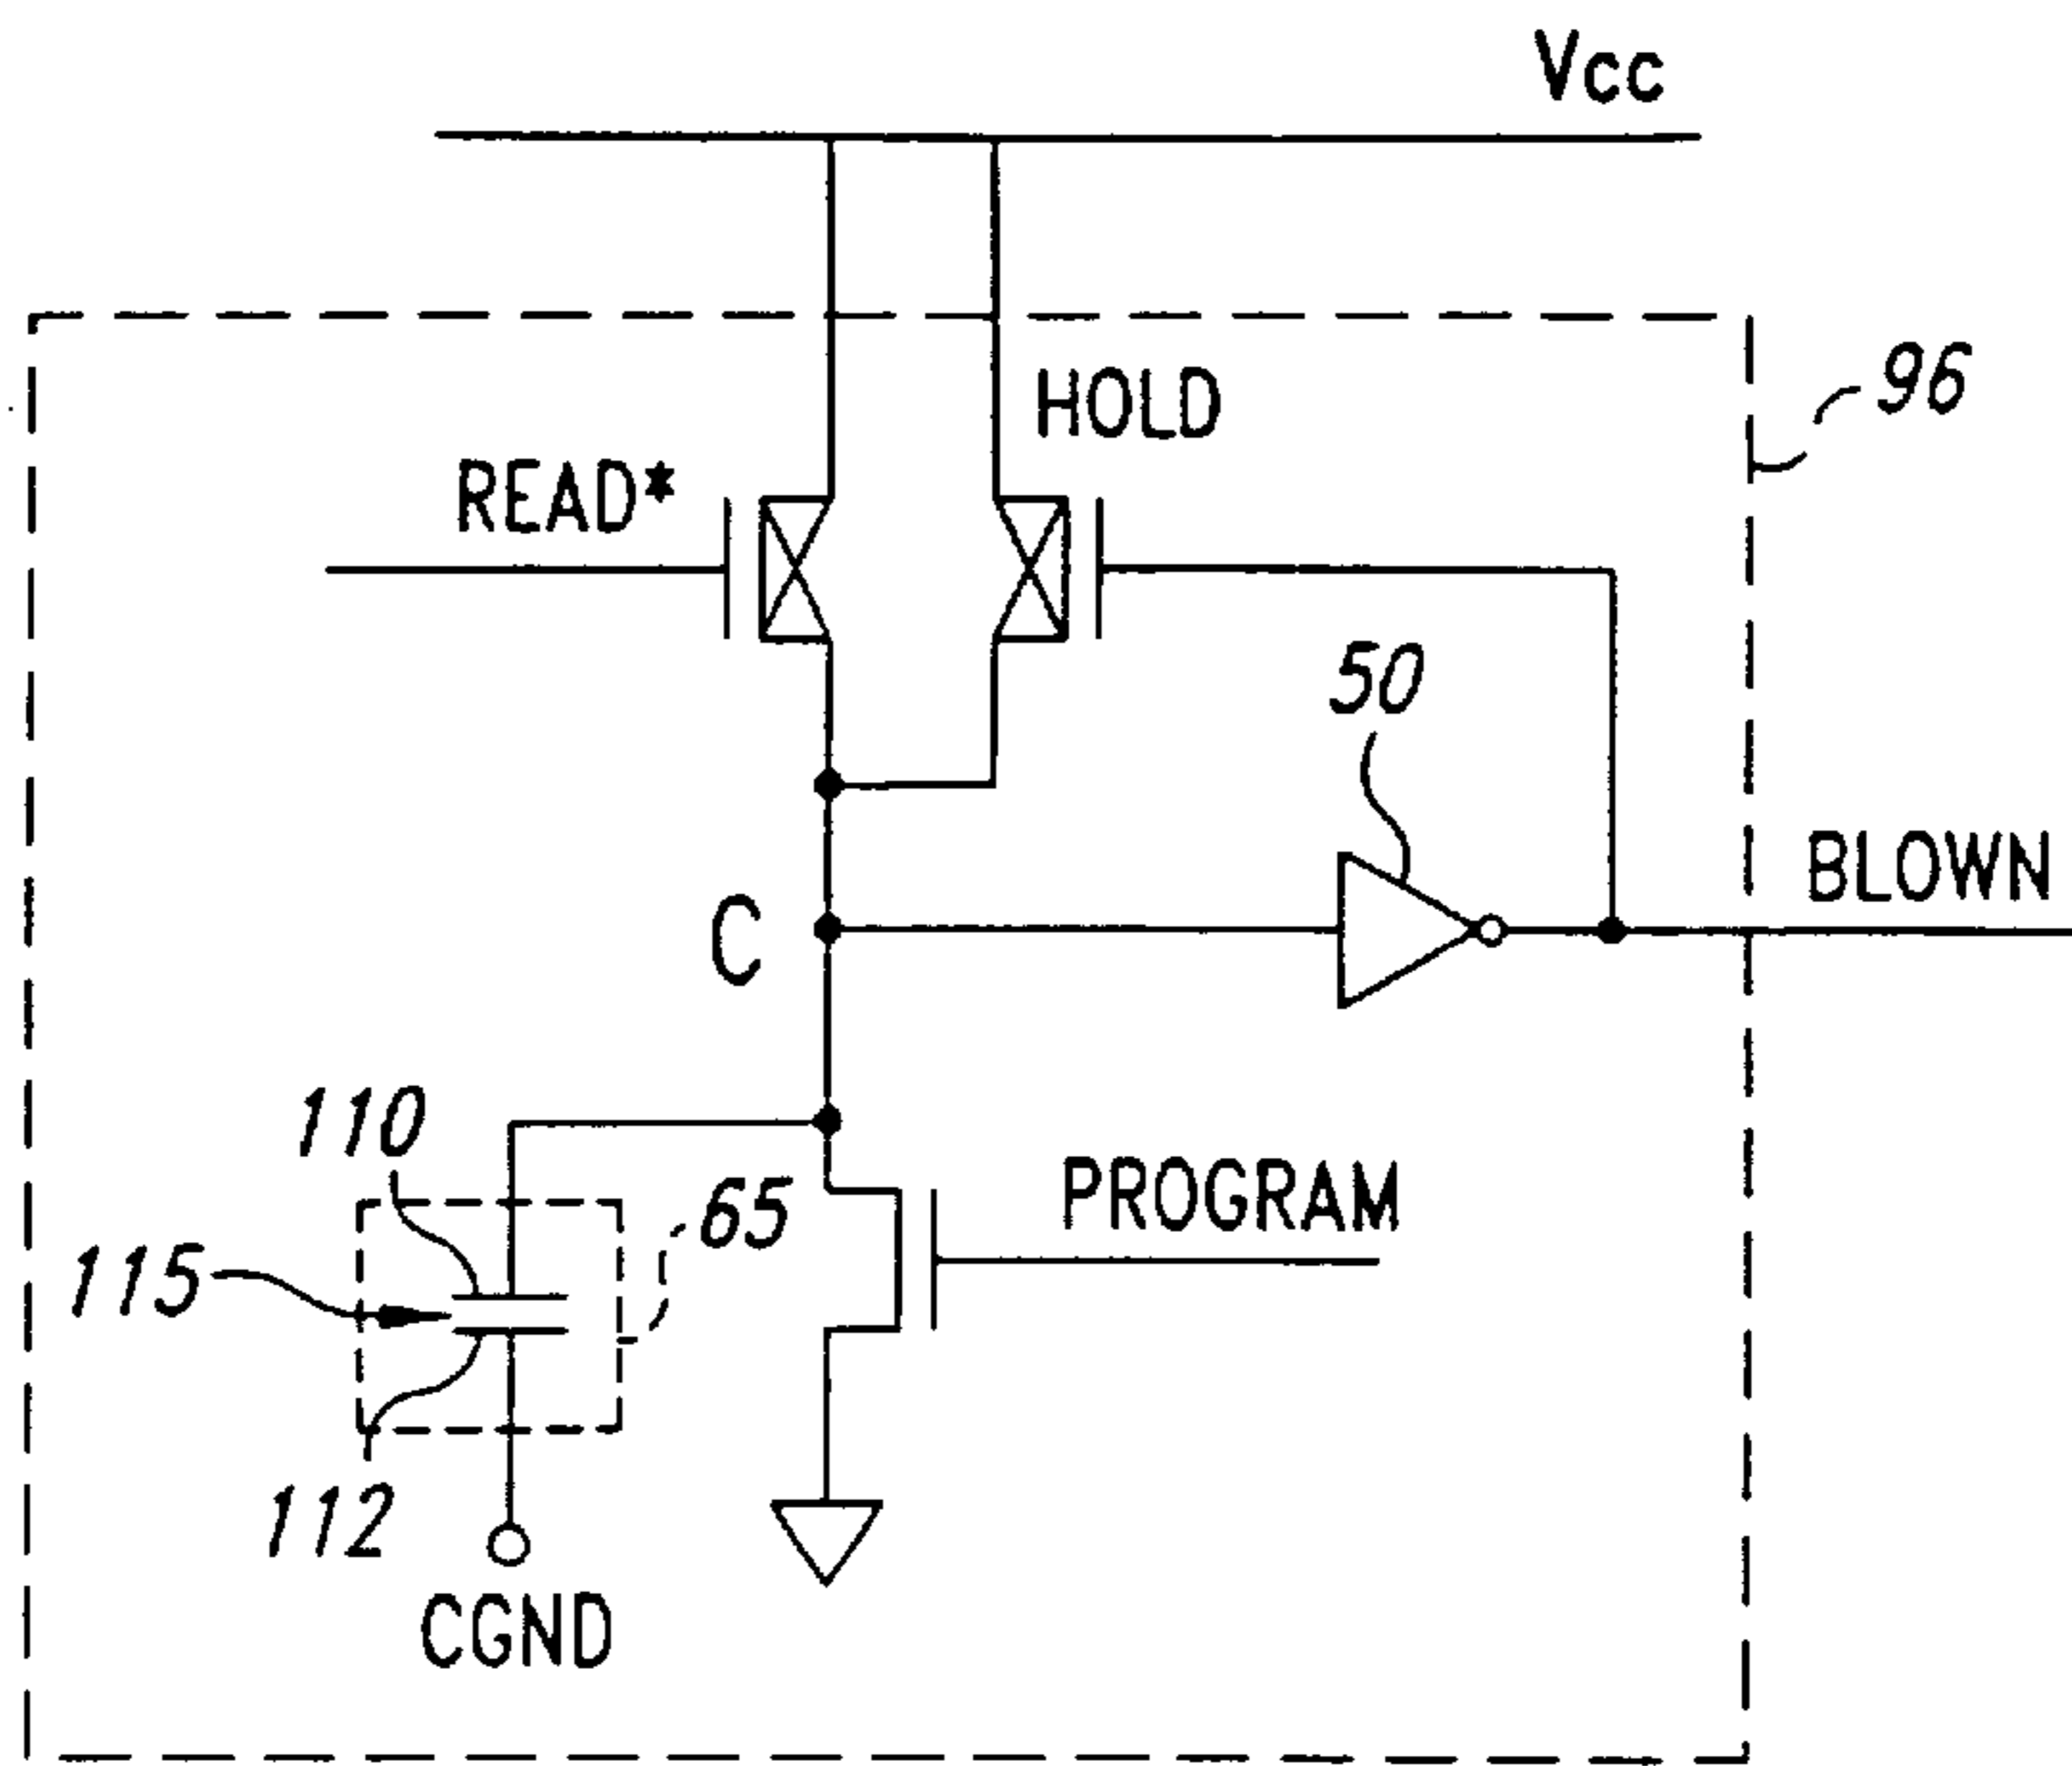 Vcc
96
HOLD
READ*
50
BLOWN
C
110
65
PROGRAM
115
112
CGND